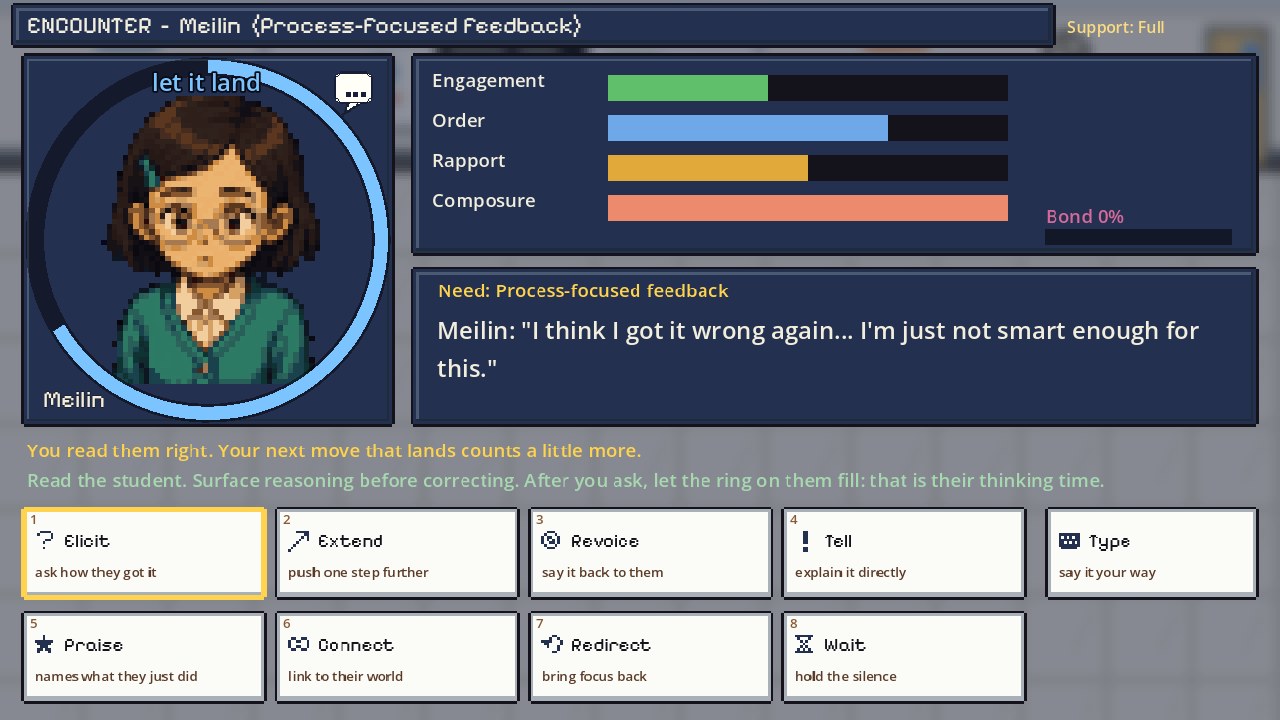 ENCOUNTER - Meilin (Process-focused feedback)
Support: Full
let it land
...
Meilin
Engagement
Order
Rapport
Composure
Bond 0%
Need: Process-focused feedback
Meilin: "I think I got it wrong again... I'm just not smart enough for
this."
You read them right. Your next move that lands counts a little more.
Read the student. Surface reasoning before correcting. After you ask, let the ring on them fill: that is their thinking time.
1
? Elicit
ask how they got it
2
Extend
push one step further
3
Revoice
say it back to them
4
! Tell
explain it directly
Type
say it your way
5
Praise
names what they just did
6
Connect
link to their world
7
Redirect
bring focus back
8
Wait
hold the silence